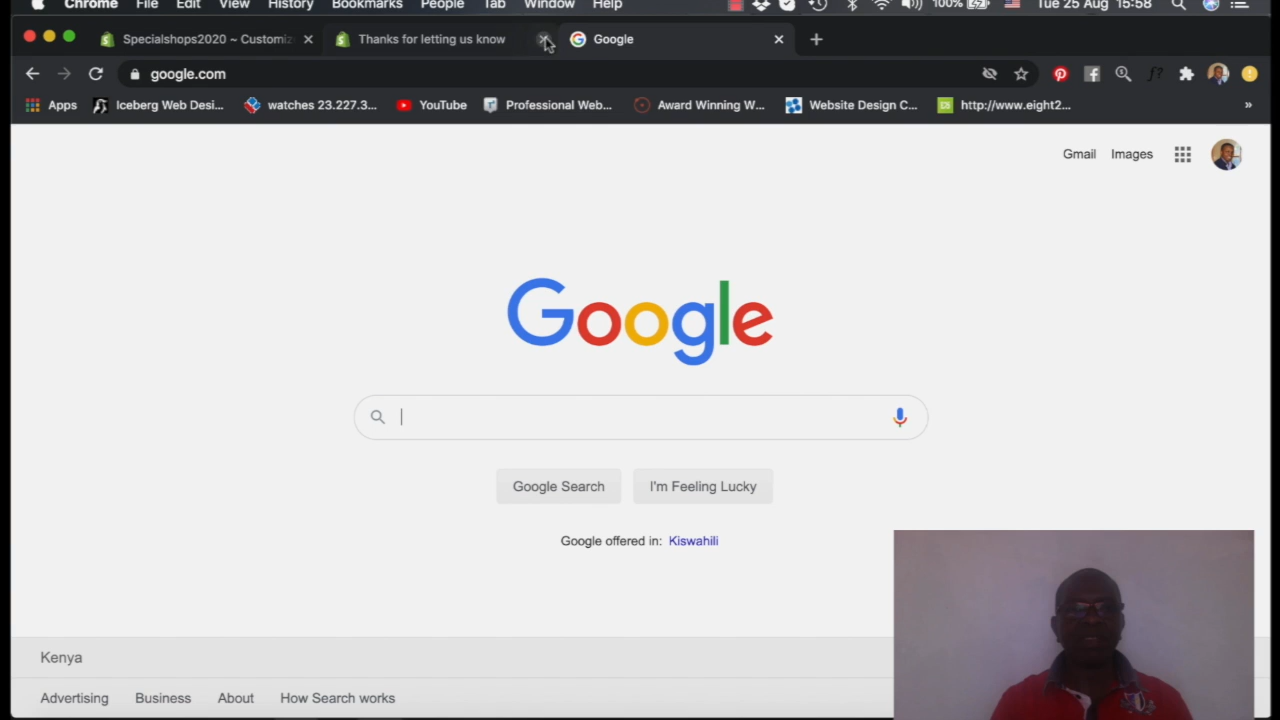 Chrome File Edit View History Bookmarks People Tab Window Help 100% Tue 25 Aug 15:58
Specialshops2020 ~ Customiz Thanks for letting us know Google
google.com
Apps Iceberg Web Desi... watches 23.227.3... YouTube Professional Web... Award Winning W... Website Design C... http://www.eight2... »
Gmail Images
Google
Google Search I'm Feeling Lucky
Google offered in: Kiswahili
Kenya
Advertising Business About How Search works